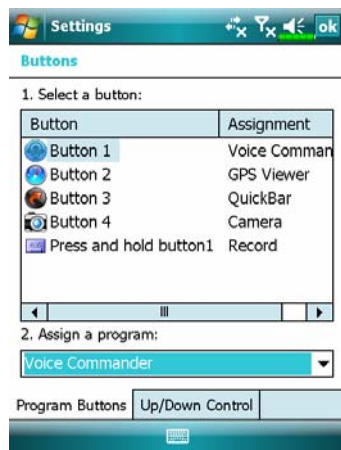 Settings
ok
Buttons
1. Select a button:
Button Assignment
Button 1 Voice Comman
Button 2 GPS Viewer
Button 3 QuickBar
Button 4 Camera
Press and hold button1 Record
2. Assign a program:
Voice Commander
Program Buttons Up/Down Control